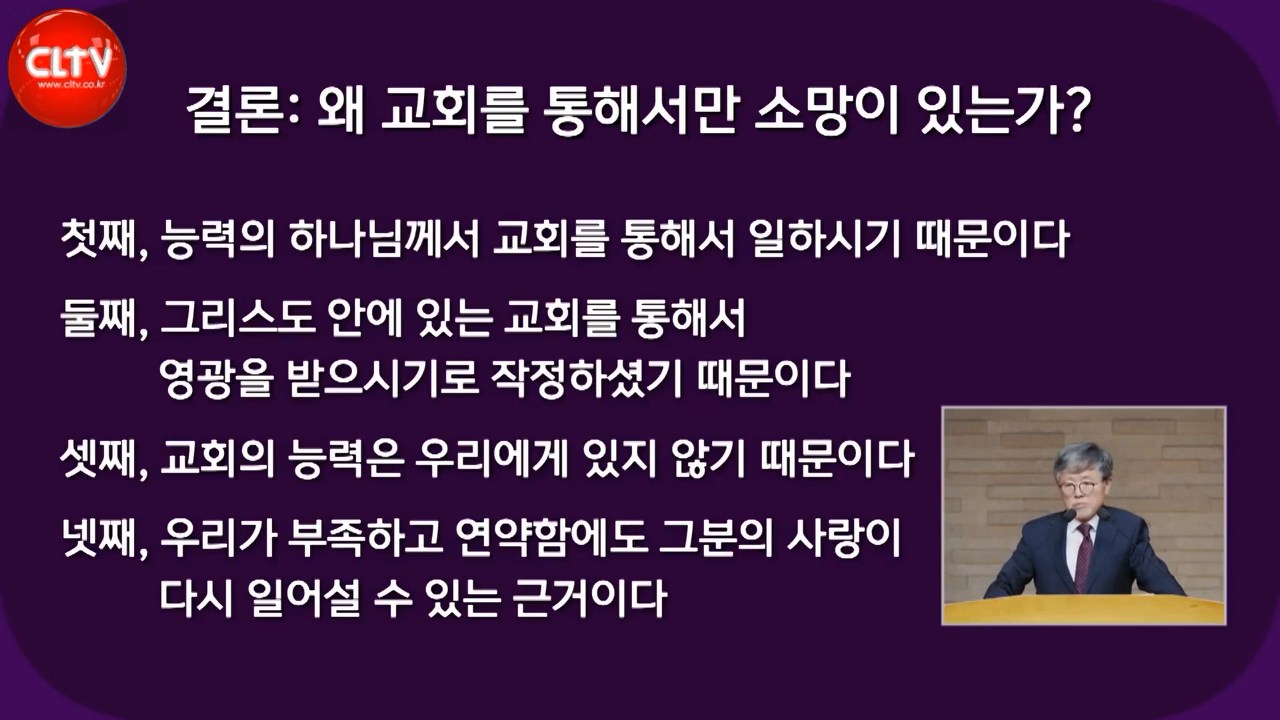 CLTV
www.cltv.co.kr
결론: 왜 교회를 통해서만 소망이 있는가?
첫째, 능력의 하나님께서 교회를 통해서 일하시기 때문이다
둘째, 그리스도 안에 있는 교회를 통해서
영광을 받으시기로 작정하셨기 때문이다
셋째, 교회의 능력은 우리에게 있지 않기 때문이다
넷째, 우리가 부족하고 연약함에도 그분의 사랑이
다시 일어설 수 있는 근거이다